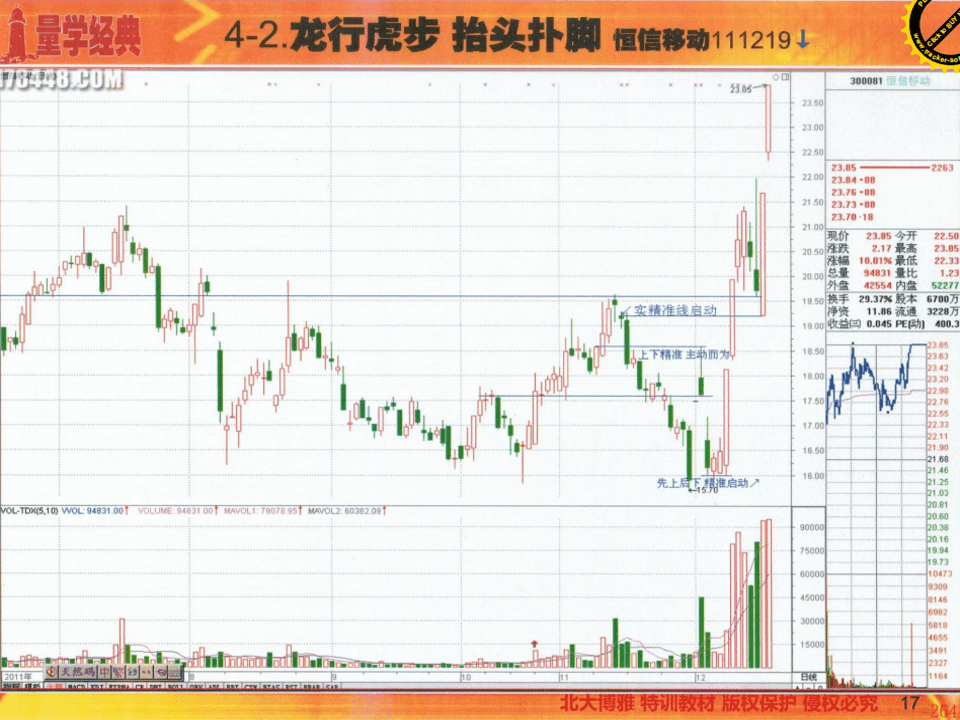 量学经典
4-2.龙行虎步 抬头扑脚 恒信移动111219↓
178448.COM
Click to BUY
300081 恒信移动
23.85
23.50
23.00
22.50
22.00
21.50
21.00
20.50
20.00
19.50
19.00
18.50
18.00
17.50
17.00
16.50
16.00
实精准线启动
上下精准 主动而为
先上后下 精准启动↗
←15.70
23.85 2263
23.84 88
23.76 88
23.73 88
23.70 18
现价 23.85 今开 22.50
涨跌 2.17 最高 23.85
涨幅 10.01% 最低 22.33
总量 94831 量比 1.23
外盘 42554 内盘 52277
换手 29.37% 股本 6700万
净资 11.86 流通 3228万
收益(三) 0.045 PE(动) 400.3
23.85
23.63
23.42
23.20
22.98
22.76
22.55
22.33
22.11
21.90
21.68
21.46
21.25
21.03
20.81
20.60
20.38
20.16
19.94
19.73
10473
9309
8146
6982
5818
4655
3491
2327
1164
VOL-TDX(5,10) VVOL: 94831.00↑ VOLUME: 94831.00↑ MAVOL1: 79078.95↑ MAVOL2: 60382.09↑
90000
75000
60000
45000
30000
15000
2011年 8 9 10 11 12 日线
天然码
北大博雅 特训教材 版权保护 侵权必究 17
264